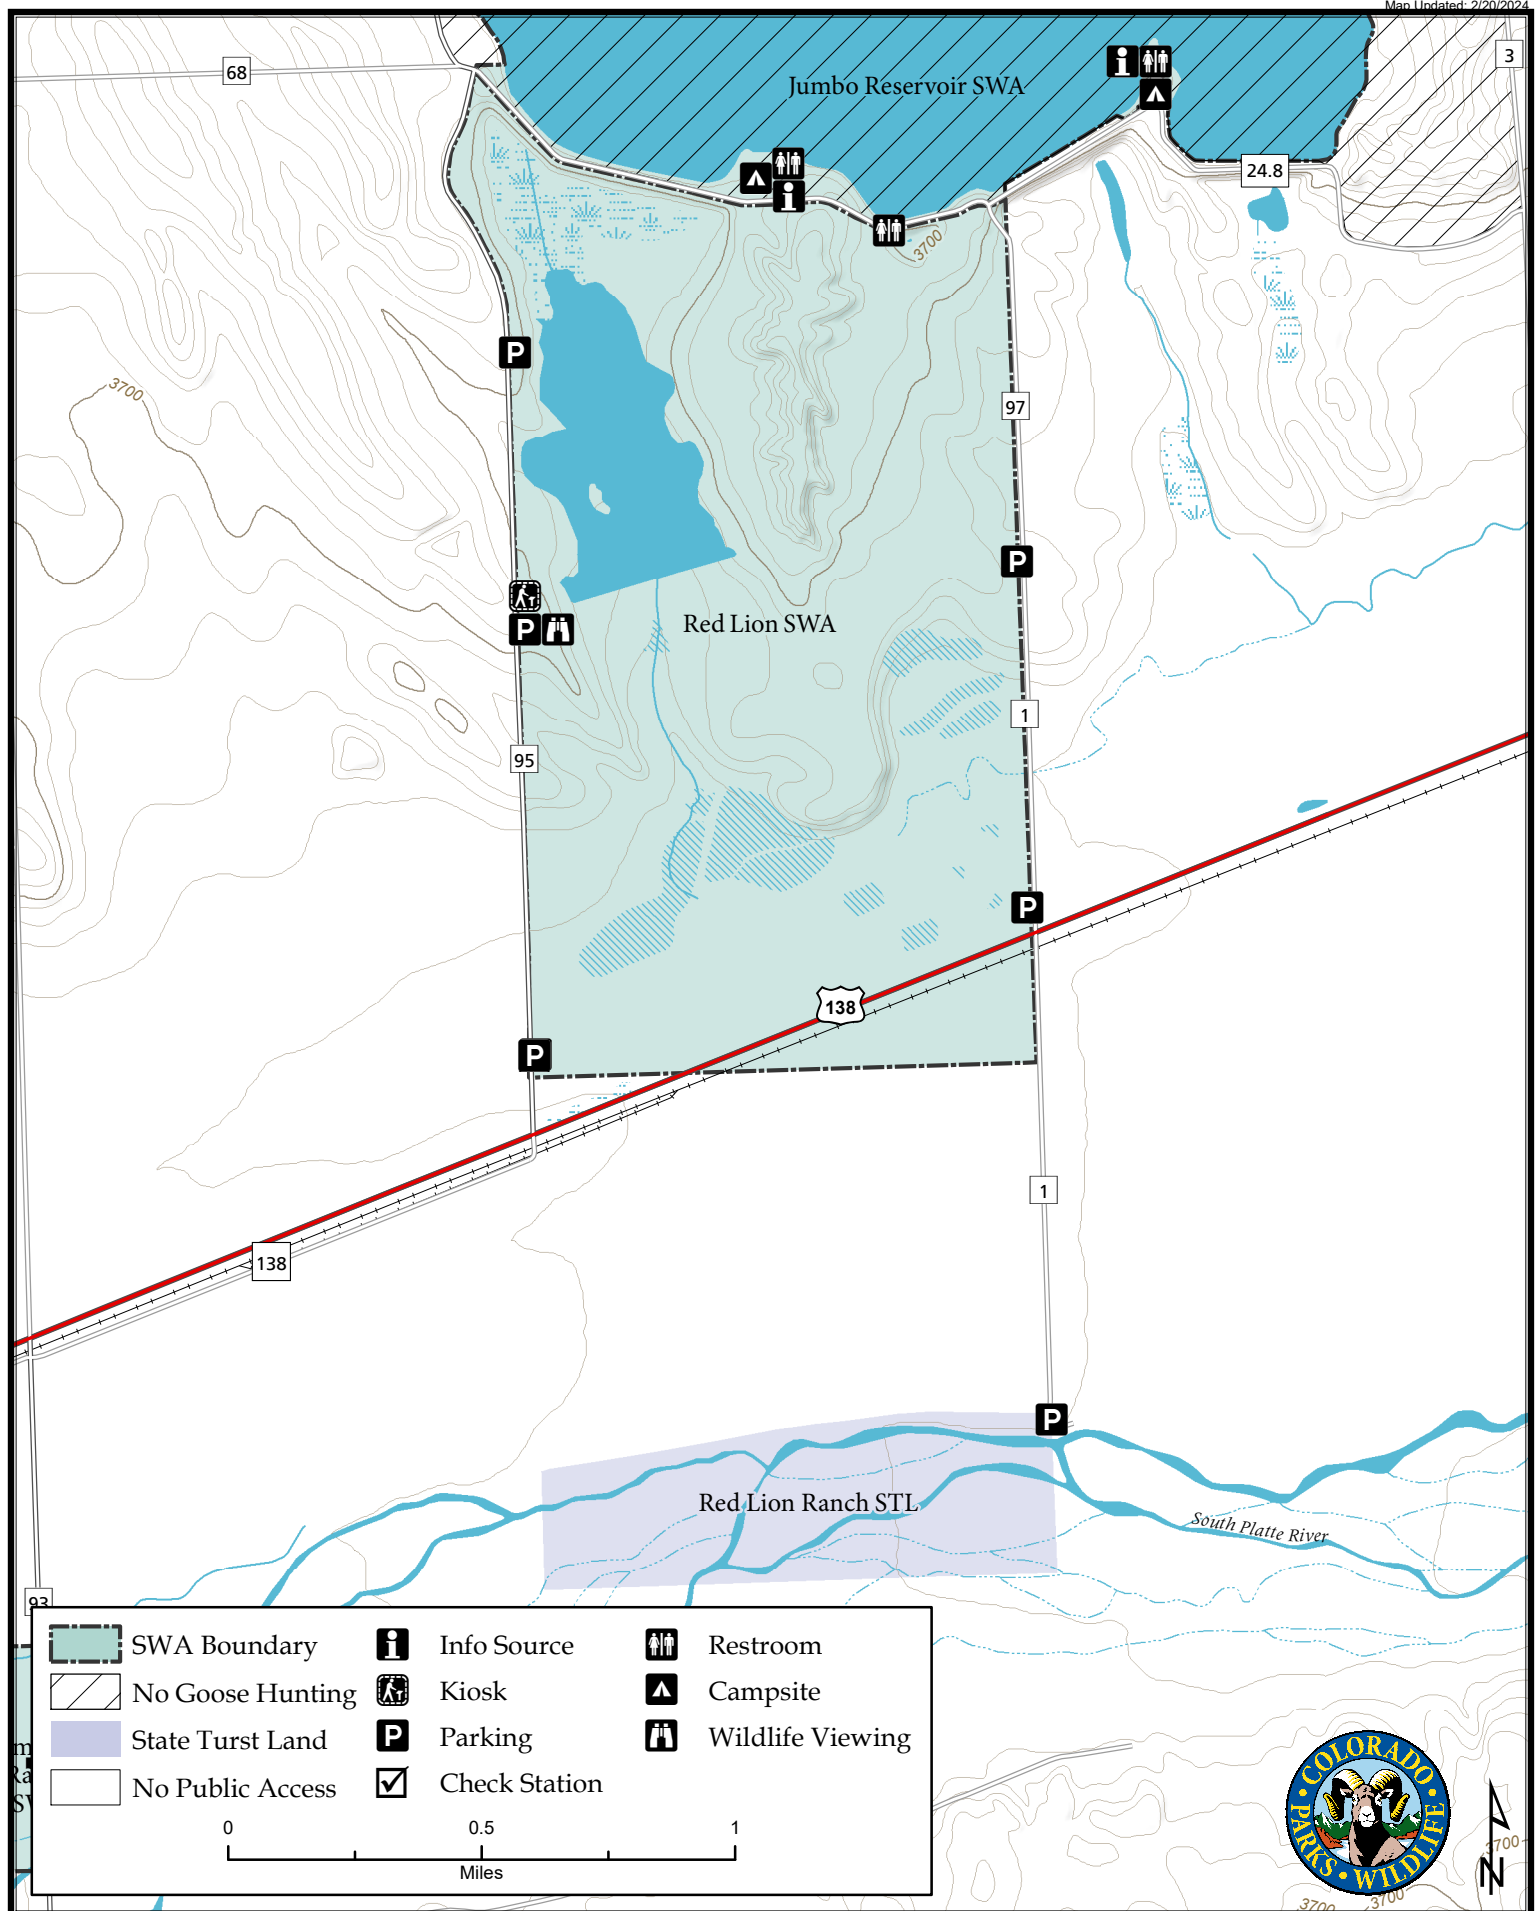 Map Updated: 2/20/2024
68
3
Jumbo Reservoir SWA
24.8
3700
3700
97
P
P
Red Lion SWA
P
1
95
P
138
P
1
138
P
Red Lion Ranch STL
South Platte River
93
SWA Boundary
Info Source
Restroom
No Goose Hunting
Kiosk
Campsite
State Turst Land
P
Parking
Wildlife Viewing
No Public Access
Check Station
0
0.5
1
Miles
COLORADO
PARKS • WILDLIFE
N
3700
3700
3700